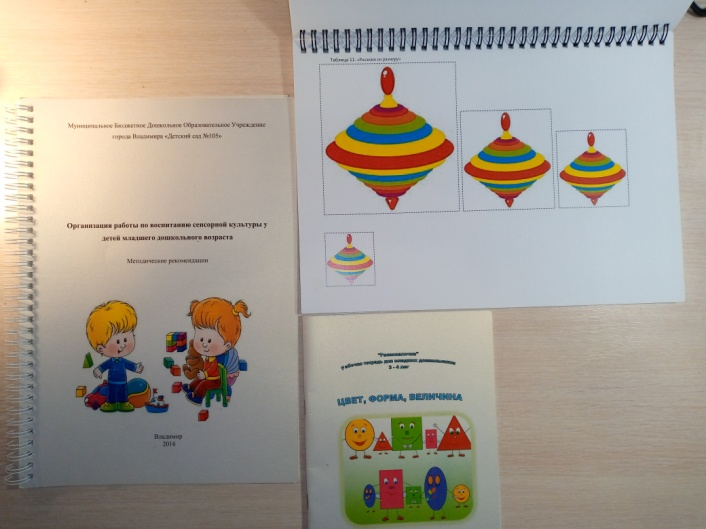 Муниципальное Бюджетное Дошкольное Образовательное Учреждение
города Владимира «Детский сад №105»
Организация работы по воспитанию сенсорной культуры у
детей младшего дошкольного возраста
Методические рекомендации
Владимир
2016
Таблица 11. «Разложи по размеру»
рабочая тетрадь для младших дошкольников
3 - 4 лет
ЦВЕТ, ФОРМА, ВЕЛИЧИНА